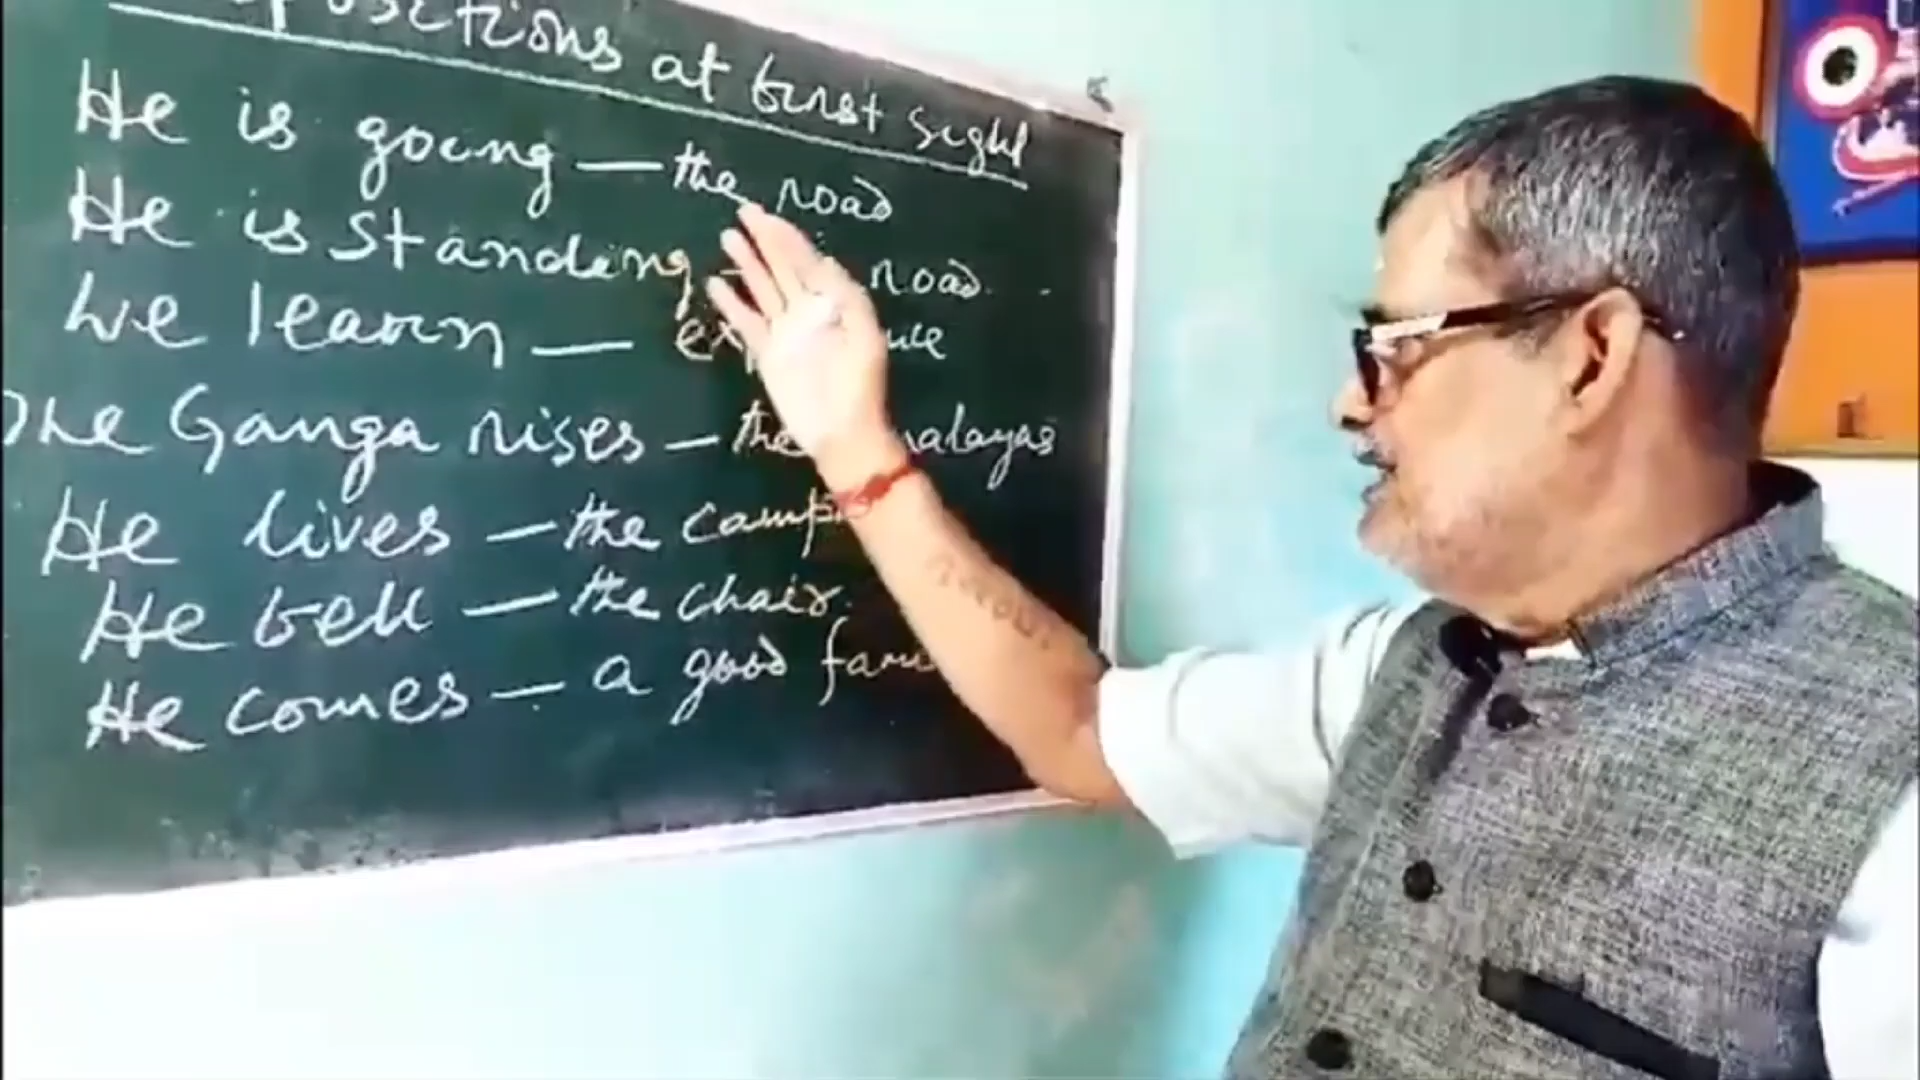 at first sight
He is going — the road
He is standing — road
We learn —
The Ganga rises — the
He lives — the
He fell — the chair.
He comes — a good